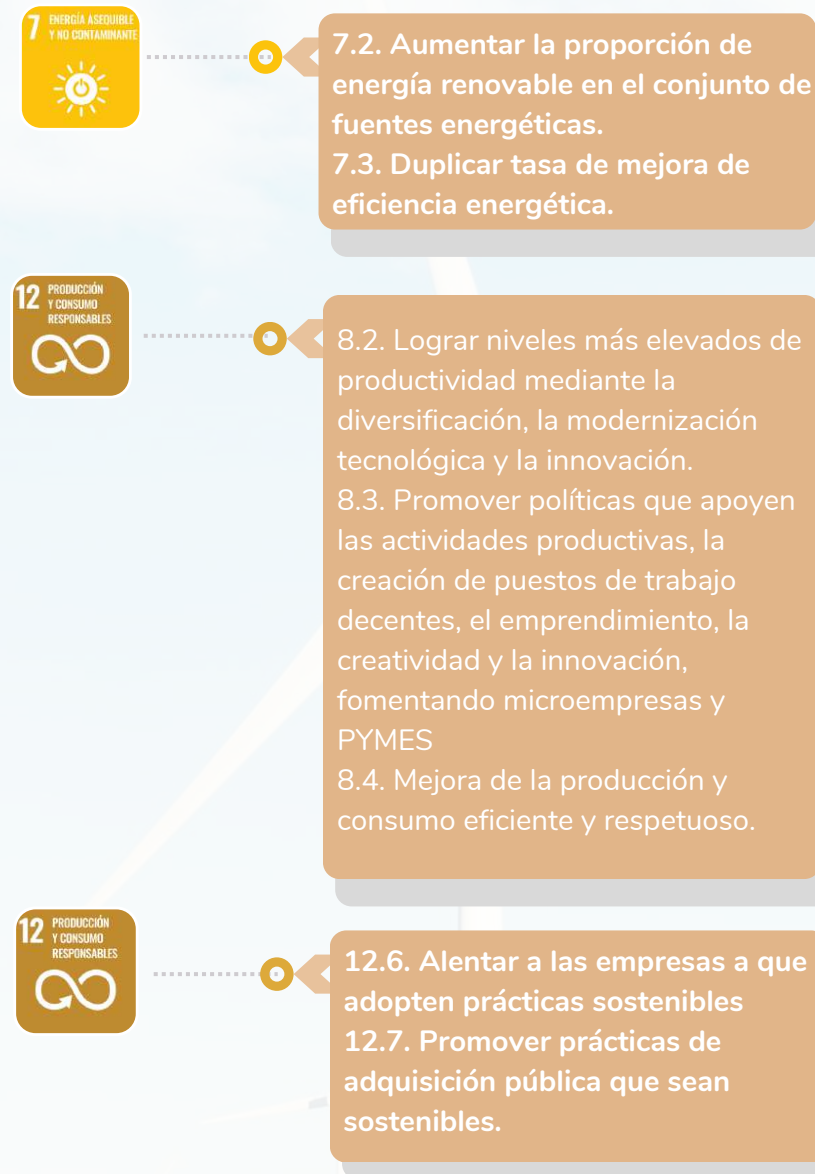 7 ENERGÍA ASEQUIBLE
Y NO CONTAMINANTE
7.2. Aumentar la proporción de
energía renovable en el conjunto de
fuentes energéticas.
7.3. Duplicar tasa de mejora de
eficiencia energética.
12 PRODUCCIÓN
Y CONSUMO
RESPONSABLES
8.2. Lograr niveles más elevados de
productividad mediante la
diversificación, la modernización
tecnológica y la innovación.
8.3. Promover políticas que apoyen
las actividades productivas, la
creación de puestos de trabajo
decentes, el emprendimiento, la
creatividad y la innovación,
fomentando microempresas y
PYMES
8.4. Mejora de la producción y
consumo eficiente y respetuoso.
12 PRODUCCIÓN
Y CONSUMO
RESPONSABLES
12.6. Alentar a las empresas a que
adopten prácticas sostenibles
12.7. Promover prácticas de
adquisición pública que sean
sostenibles.